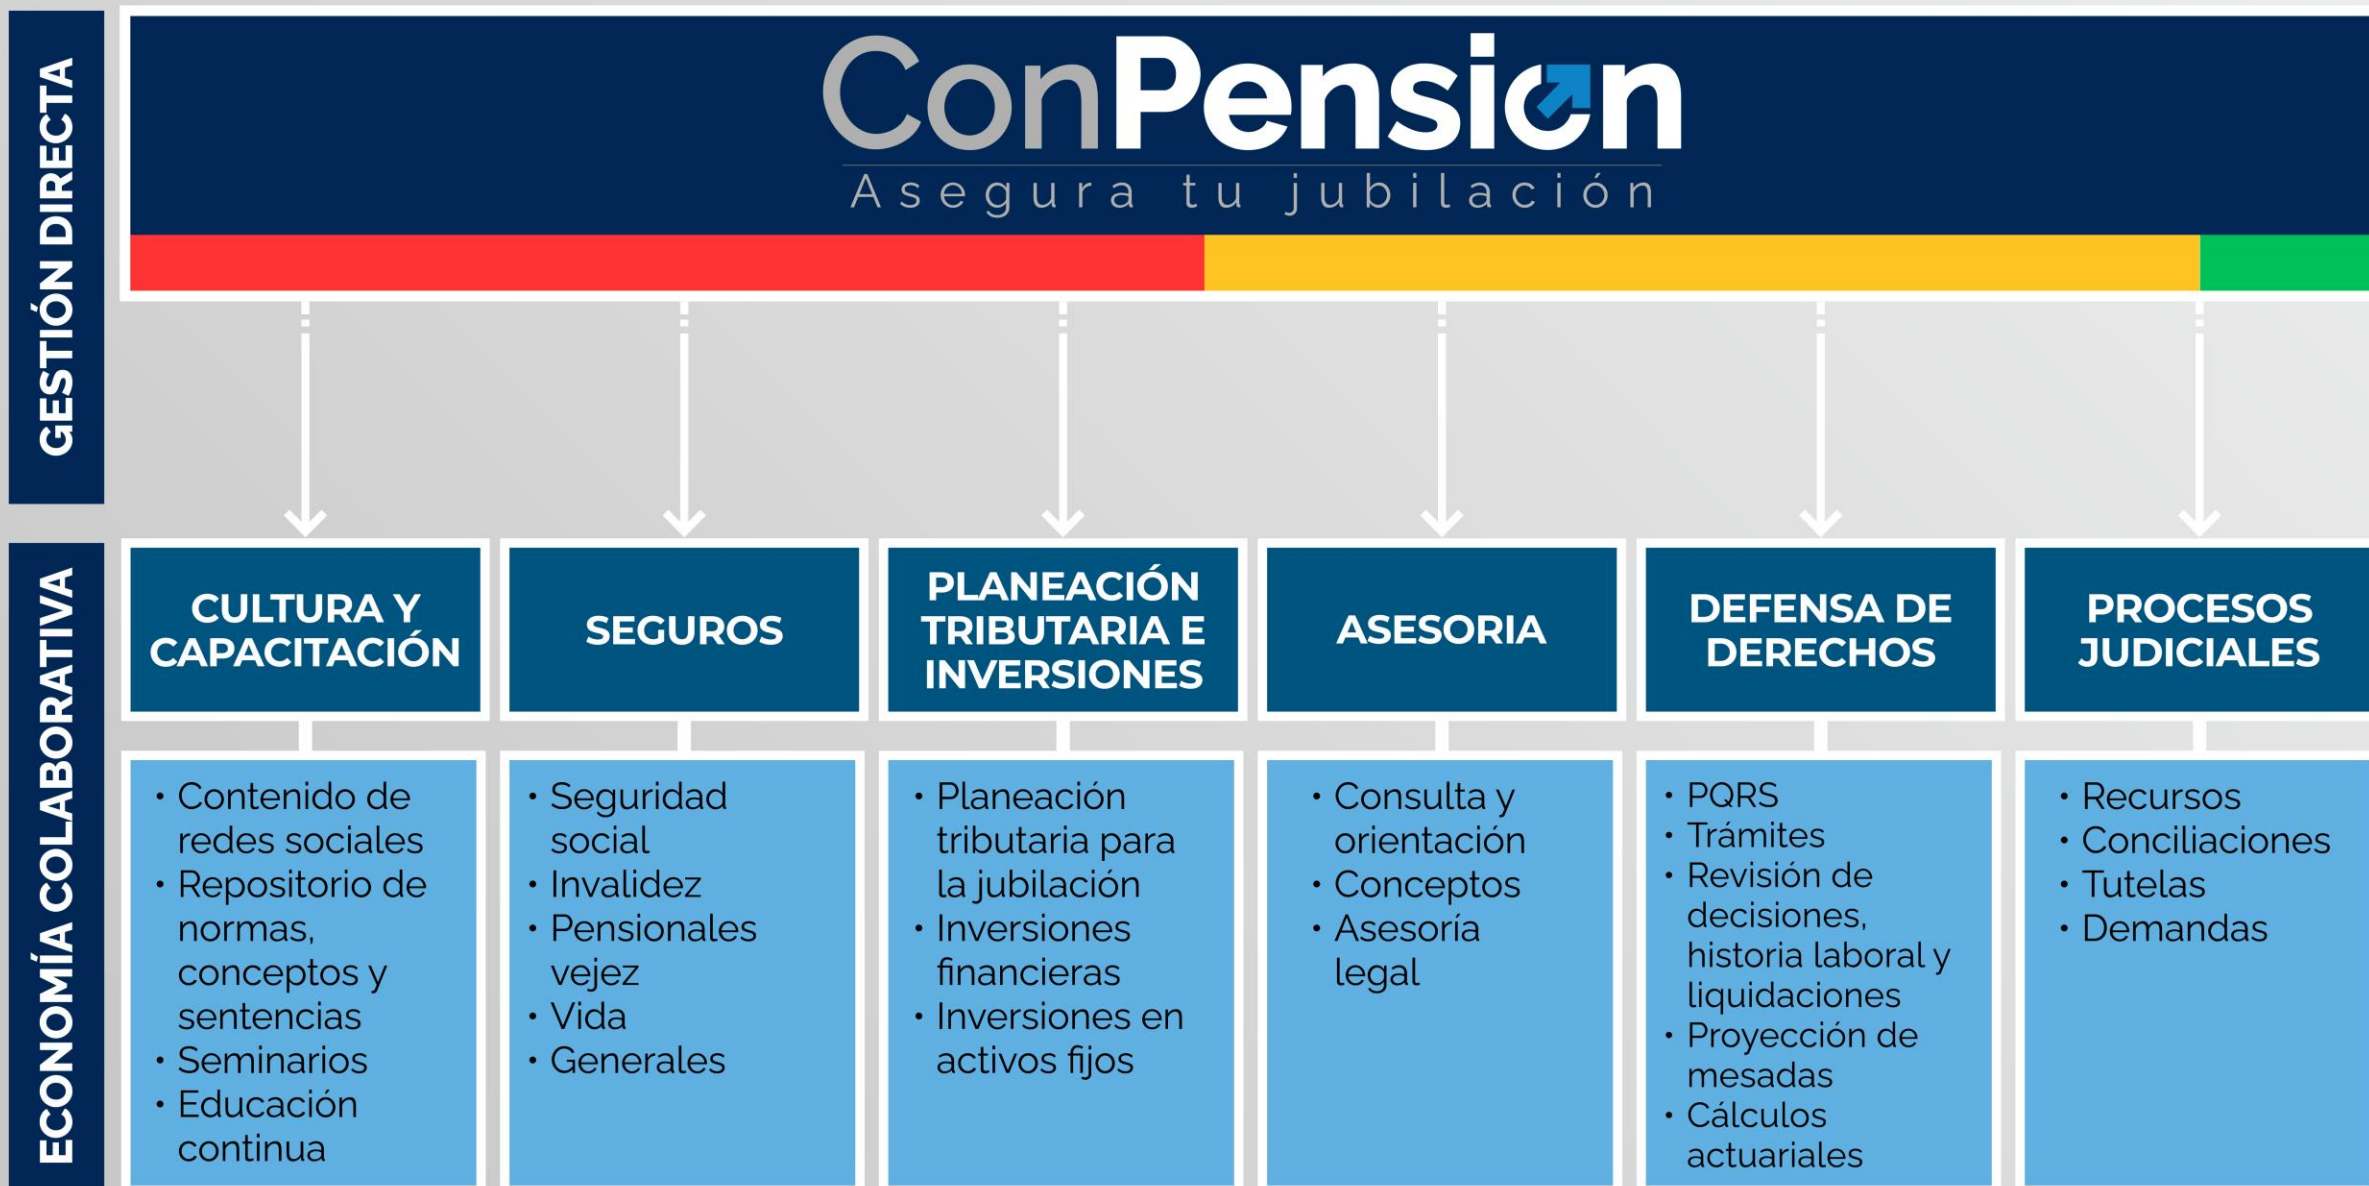 GESTIÓN DIRECTA
ConPension
Asegura tu jubilación
ECONOMÍA COLABORATIVA
CULTURA Y
CAPACITACIÓN
• Contenido de
redes sociales
• Repositorio de
normas,
conceptos y
sentencias
• Seminarios
• Educación
continua
SEGUROS
• Seguridad
social
• Invalidez
• Pensionales
vejez
• Vida
• Generales
PLANEACIÓN
TRIBUTARIA E
INVERSIONES
• Planeación
tributaria para
la jubilación
• Inversiones
financieras
• Inversiones en
activos fijos
ASESORIA
• Consulta y
orientación
• Conceptos
• Asesoría
legal
DEFENSA DE
DERECHOS
• PQRS
• Trámites
• Revisión de
decisiones,
historia laboral y
liquidaciones
• Proyección de
mesadas
• Cálculos
actuariales
PROCESOS
JUDICIALES
• Recursos
• Conciliaciones
• Tutelas
• Demandas